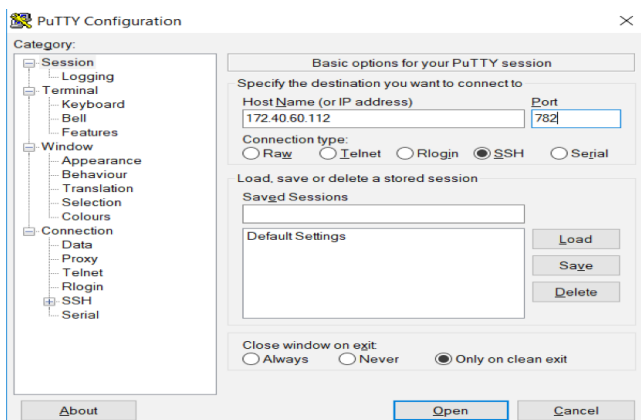 PuTTY Configuration
Category:
Session
Logging
Terminal
Keyboard
Bell
Features
Window
Appearance
Behaviour
Translation
Selection
Colours
Connection
Data
Proxy
Telnet
Rlogin
SSH
Serial
Basic options for your PuTTY session
Specify the destination you want to connect to
Host Name (or IP address) Port
172.40.60.112 782
Connection type:
Raw Telnet Rlogin SSH Serial
Load, save or delete a stored session
Saved Sessions
Default Settings
Load
Save
Delete
Close window on exit:
Always Never Only on clean exit
About Open Cancel